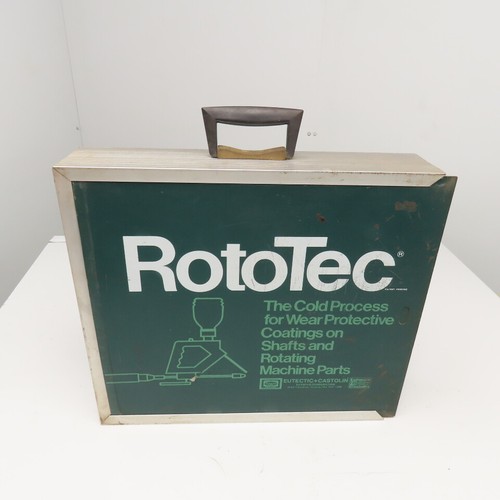 RotoTec®
The Cold Process
for Wear Protective
Coatings on
Shafts and
Rotating
Machine Parts
EUTECTIC+CASTOLIN